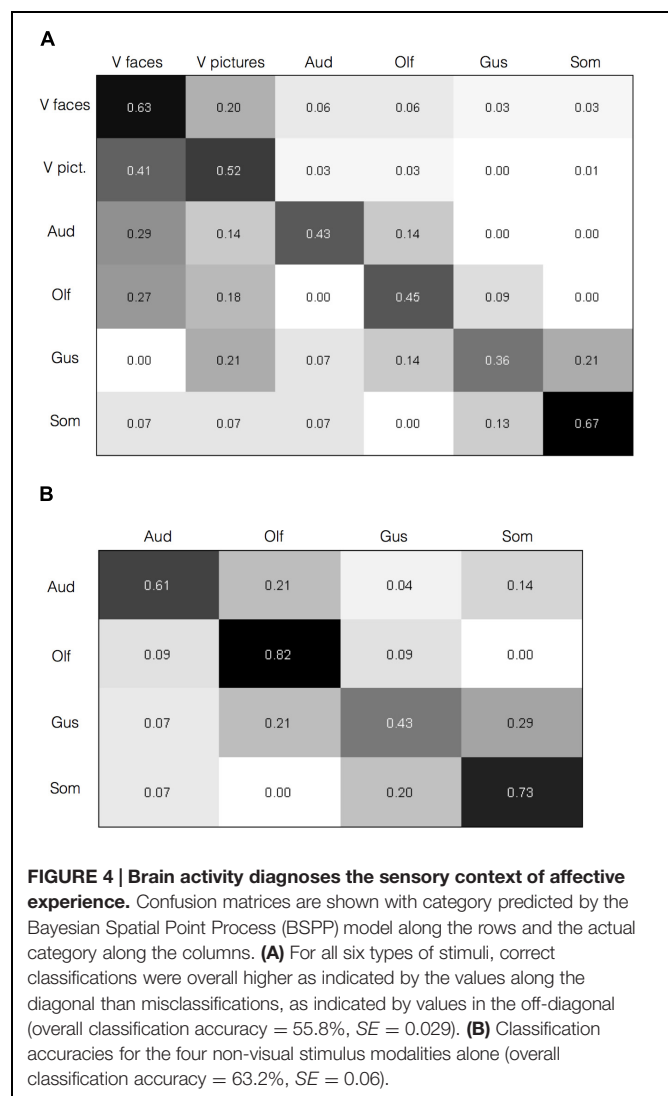 A
V faces V pictures Aud Olf Gus Som
V faces 0.63 0.20 0.06 0.06 0.03 0.03
V pict. 0.41 0.52 0.03 0.03 0.00 0.01
Aud 0.29 0.14 0.43 0.14 0.00 0.00
Olf 0.27 0.18 0.00 0.45 0.09 0.00
Gus 0.00 0.21 0.07 0.14 0.36 0.21
Som 0.07 0.07 0.07 0.00 0.13 0.67
B
Aud Olf Gus Som
Aud 0.61 0.21 0.04 0.14
Olf 0.09 0.82 0.09 0.00
Gus 0.07 0.21 0.43 0.29
Som 0.07 0.00 0.20 0.73
FIGURE 4 | Brain activity diagnoses the sensory context of affective
experience. Confusion matrices are shown with category predicted by the
Bayesian Spatial Point Process (BSPP) model along the rows and the actual
category along the columns. (A) For all six types of stimuli, correct
classifications were overall higher as indicated by the values along the
diagonal than misclassifications, as indicated by values in the off-diagonal
(overall classification accuracy = 55.8%, SE = 0.029). (B) Classification
accuracies for the four non-visual stimulus modalities alone (overall
classification accuracy = 63.2%, SE = 0.06).